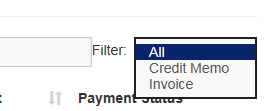 Filter: All
Credit Memo
Invoice
Payment Status